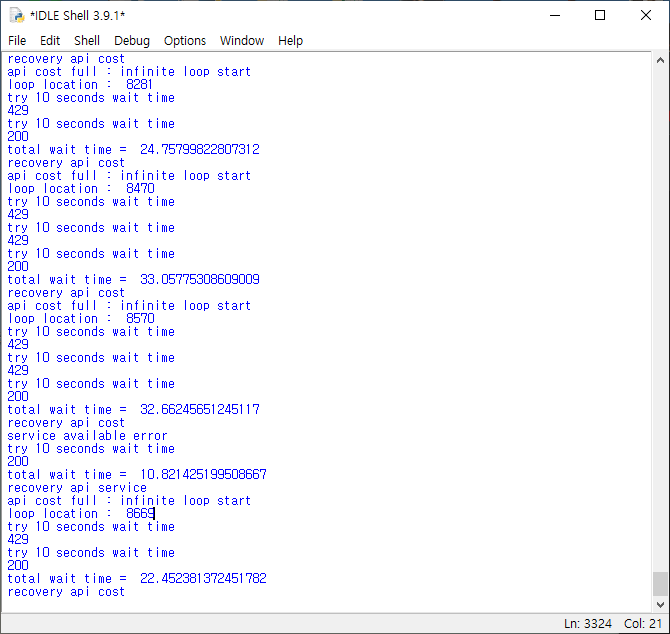 *IDLE Shell 3.9.1*
File Edit Shell Debug Options Window Help
recovery api cost
api cost full : infinite loop start
loop location :  8281
try 10 seconds wait time
429
try 10 seconds wait time
200
total wait time =  24.75799822807312
recovery api cost
api cost full : infinite loop start
loop location :  8470
try 10 seconds wait time
429
try 10 seconds wait time
429
try 10 seconds wait time
200
total wait time =  33.05775308609009
recovery api cost
api cost full : infinite loop start
loop location :  8570
try 10 seconds wait time
429
try 10 seconds wait time
429
try 10 seconds wait time
200
total wait time =  32.66245651245117
recovery api cost
service available error
try 10 seconds wait time
200
total wait time =  10.821425199508667
recovery api service
api cost full : infinite loop start
loop location :  8669
try 10 seconds wait time
429
try 10 seconds wait time
200
total wait time =  22.452381372451782
recovery api cost
Ln: 3324 Col: 21